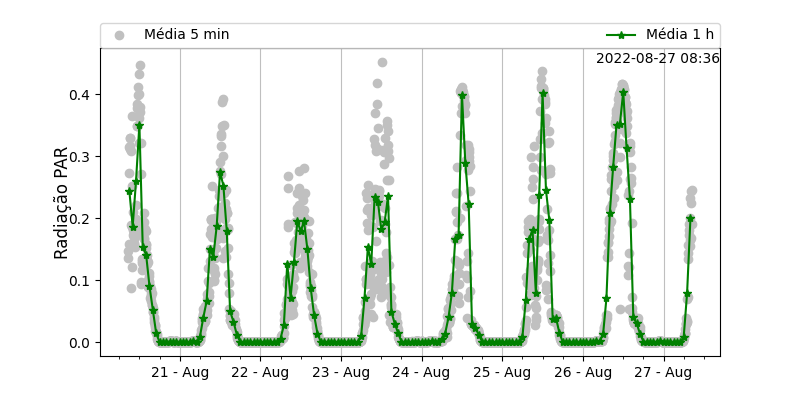 Média 5 min
Média 1 h
2022-08-27 08:36
Radiação PAR
0.4
0.3
0.2
0.1
0.0
21 - Aug
22 - Aug
23 - Aug
24 - Aug
25 - Aug
26 - Aug
27 - Aug